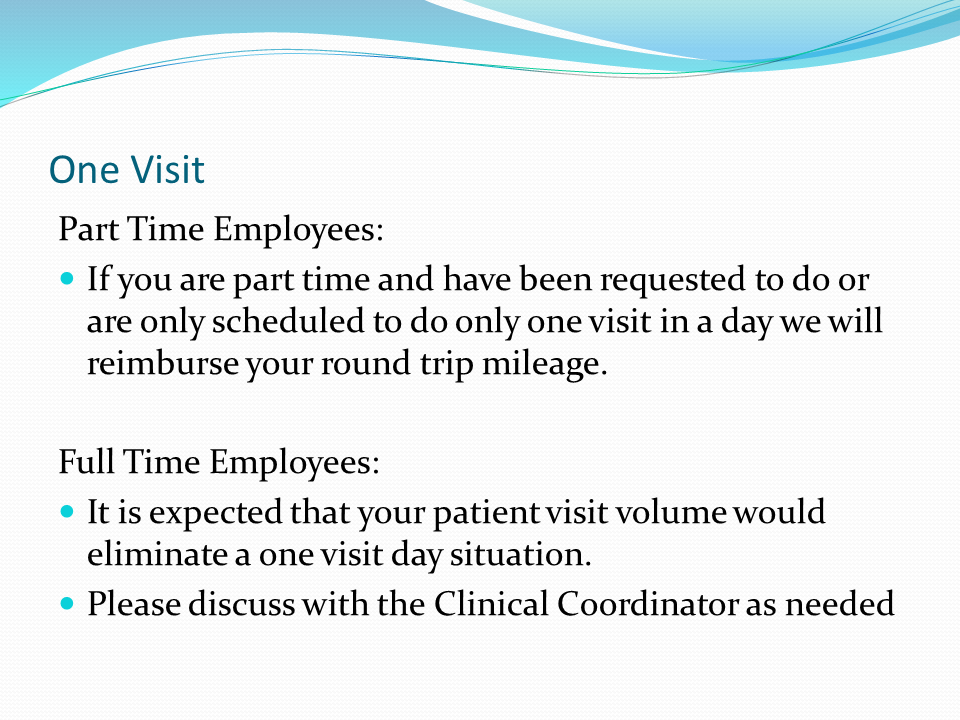 One Visit
Part Time Employees:
If you are part time and have been requested to do or
are only scheduled to do only one visit in a day we will
reimburse your round trip mileage.
Full Time Employees:
It is expected that your patient visit volume would
eliminate a one visit day situation.
Please discuss with the Clinical Coordinator as needed